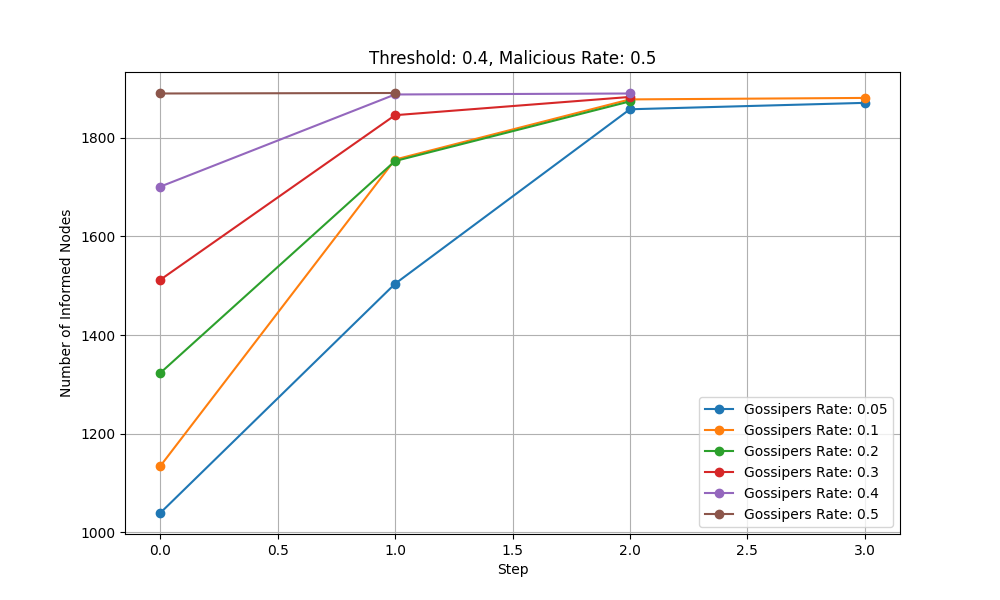 Threshold: 0.4, Malicious Rate: 0.5
Number of Informed Nodes
1800
1600
1400
1200
1000
0.0 0.5 1.0 1.5 2.0 2.5 3.0
Step
Gossipers Rate: 0.05
Gossipers Rate: 0.1
Gossipers Rate: 0.2
Gossipers Rate: 0.3
Gossipers Rate: 0.4
Gossipers Rate: 0.5